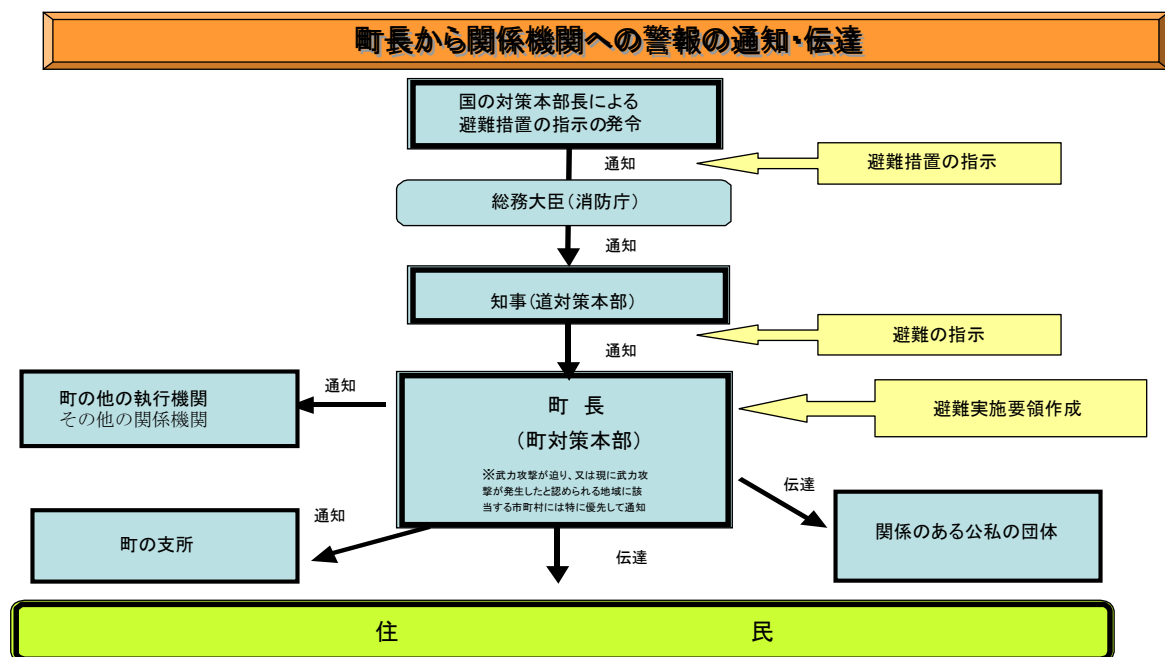 町長から関係機関への警報の通知・伝達
国の対策本部長による
避難措置の指示の発令
通知
避難措置の指示
総務大臣(消防庁)
通知
知事(道対策本部)
避難の指示
通知
町の他の執行機関
その他の関係機関
通知
町 長
(町対策本部)
※武力攻撃が迫り、又は現に武力攻
撃が発生したと認められる地域に該
当する市町村には特に優先して通知
避難実施要領作成
伝達
関係のある公私の団体
通知
町の支所
伝達
住 民